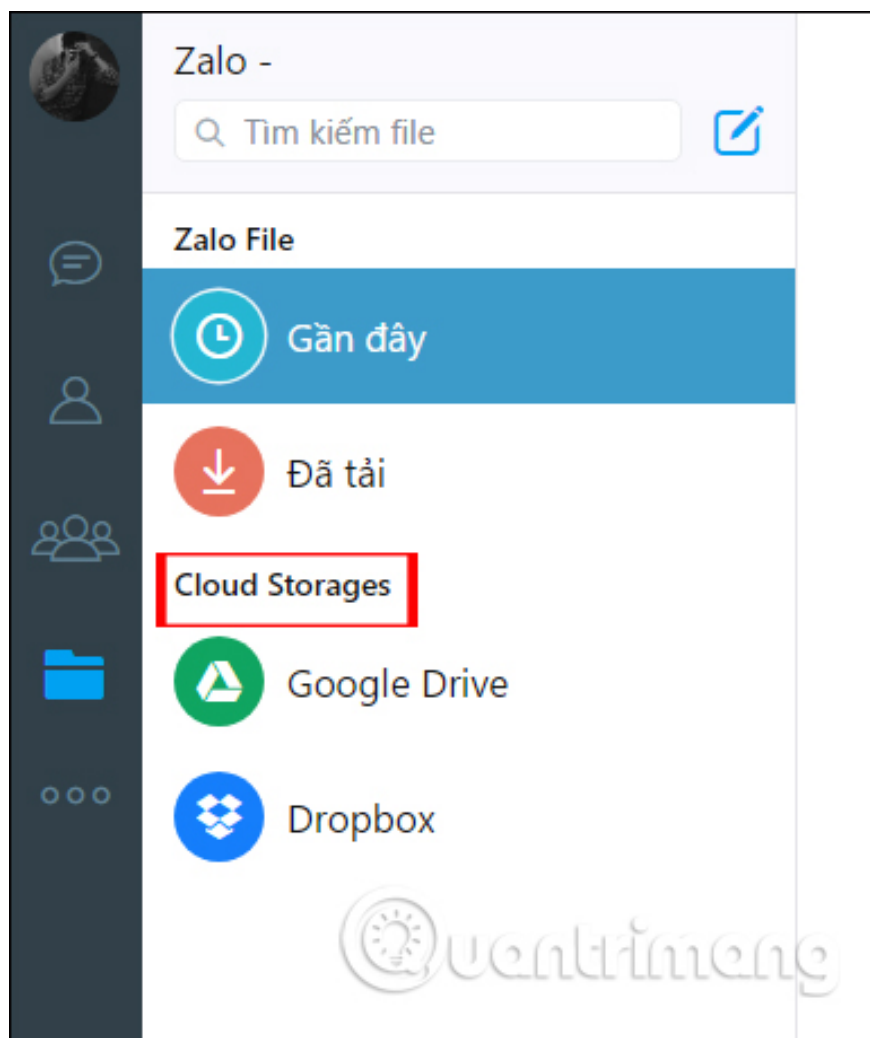 Zalo -
Tìm kiếm file
Zalo File
Gần đây
Đã tải
Cloud Storages
Google Drive
Dropbox
Quantrimang